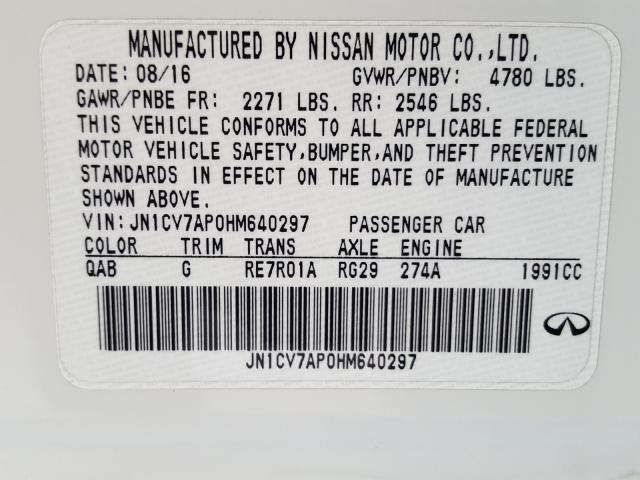 MANUFACTURED BY NISSAN MOTOR CO.,LTD.
DATE: 08/16 GVWR/PNBV: 4780 LBS.
GAWR/PNBE FR: 2271 LBS. RR: 2546 LBS.
THIS VEHICLE CONFORMS TO ALL APPLICABLE FEDERAL
MOTOR VEHICLE SAFETY,BUMPER,AND THEFT PREVENTION
STANDARDS IN EFFECT ON THE DATE OF MANUFACTURE
SHOWN ABOVE.
VIN:JN1CV7AP0HM640297 PASSENGER CAR
COLOR TRIM TRANS AXLE ENGINE
QAB G RE7R01A RG29 274A 1991CC
JN1CV7AP0HM640297